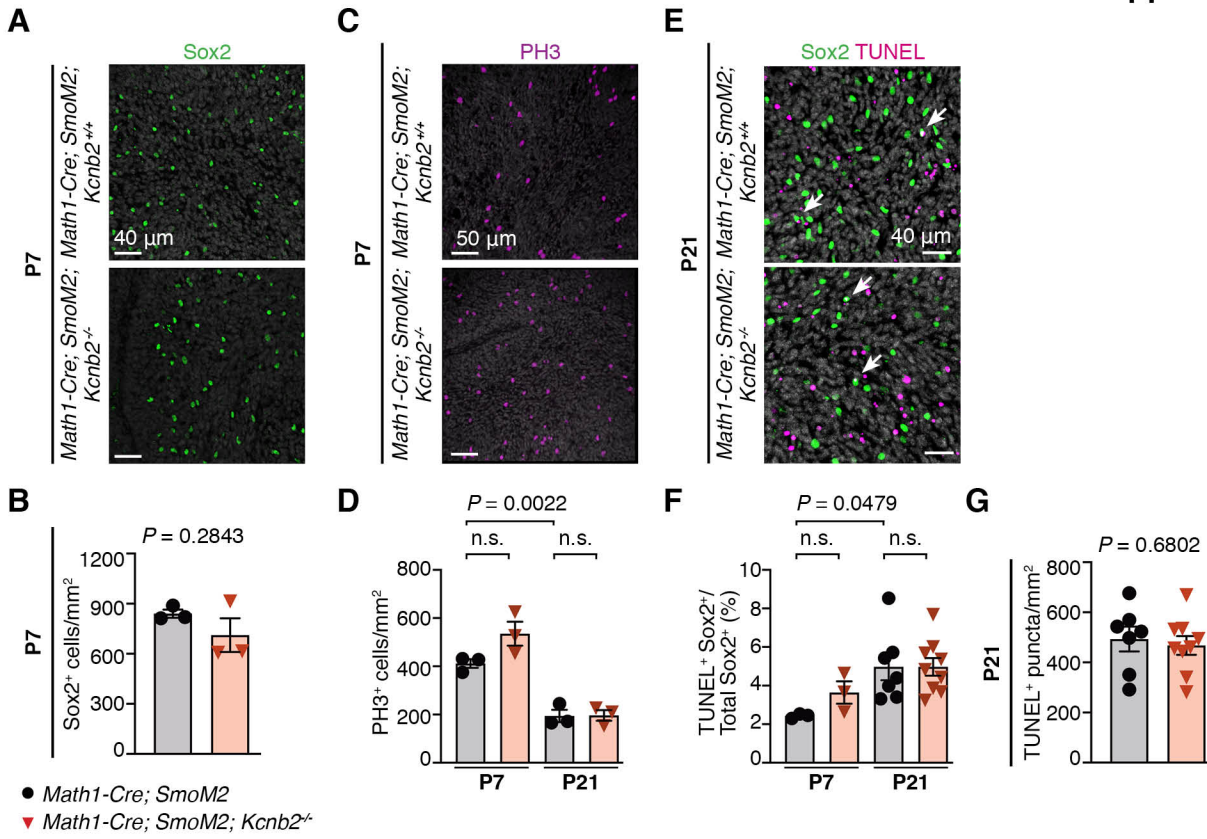 A
C
E
Sox2
PH3
Sox2 TUNEL
P7
Math1-Cre; SmoM2;
Kcnb2+/+
40 μm
Math1-Cre; SmoM2;
Kcnb2-/-
P7
Math1-Cre; SmoM2;
Kcnb2+/+
50 μm
Math1-Cre; SmoM2;
Kcnb2-/-
P21
Math1-Cre; SmoM2;
Kcnb2+/+
40 μm
Math1-Cre; SmoM2;
Kcnb2-/-
B
P7
P = 0.2843
Sox2+ cells/mm2
1200
900
600
300
0
D
P = 0.0022
n.s.
n.s.
PH3+ cells/mm2
800
600
400
200
0
P7
P21
F
P = 0.0479
n.s.
n.s.
TUNEL+ Sox2+/
Total Sox2+ (%)
10
8
6
4
2
0
P7
P21
G
P21
P = 0.6802
TUNEL+ puncta/mm2
800
600
400
200
0
Math1-Cre; SmoM2
Math1-Cre; SmoM2; Kcnb2-/-